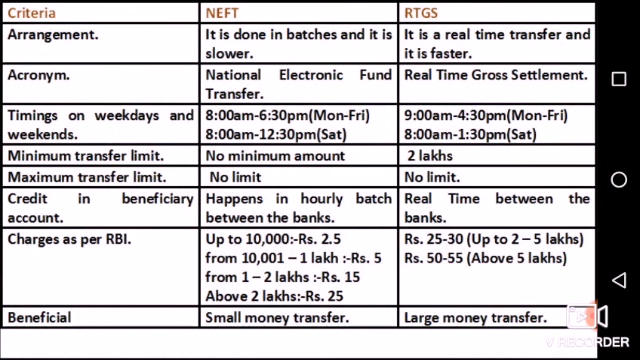 Criteria NEFT RTGS
Arrangement. It is done in batches and it is It is a real time transfer and
slower. it is faster.
Acronym. National Electronic Fund Real Time Gross Settlement.
Transfer.
Timings on weekdays and 8:00am-6:30pm(Mon-Fri) 9:00am-4:30pm(Mon-Fri)
weekends. 8:00am-12:30pm(Sat) 8:00am-1:30pm(Sat)
Minimum transfer limit. No minimum amount 2 lakhs
Maximum transfer limit. No limit No limit.
Credit in beneficiary Happens in hourly batch Real Time between the
account. between the banks. banks.
Charges as per RBI. Up to 10,000:-Rs. 2.5 Rs. 25-30 (Up to 2 – 5 lakhs)
from 10,001 – 1 lakh :-Rs. 5 Rs. 50-55 (Above 5 lakhs)
from 1 – 2 lakhs :-Rs. 15
Above 2 lakhs:-Rs. 25
Beneficial Small money transfer. Large money transfer.
V RECORDER